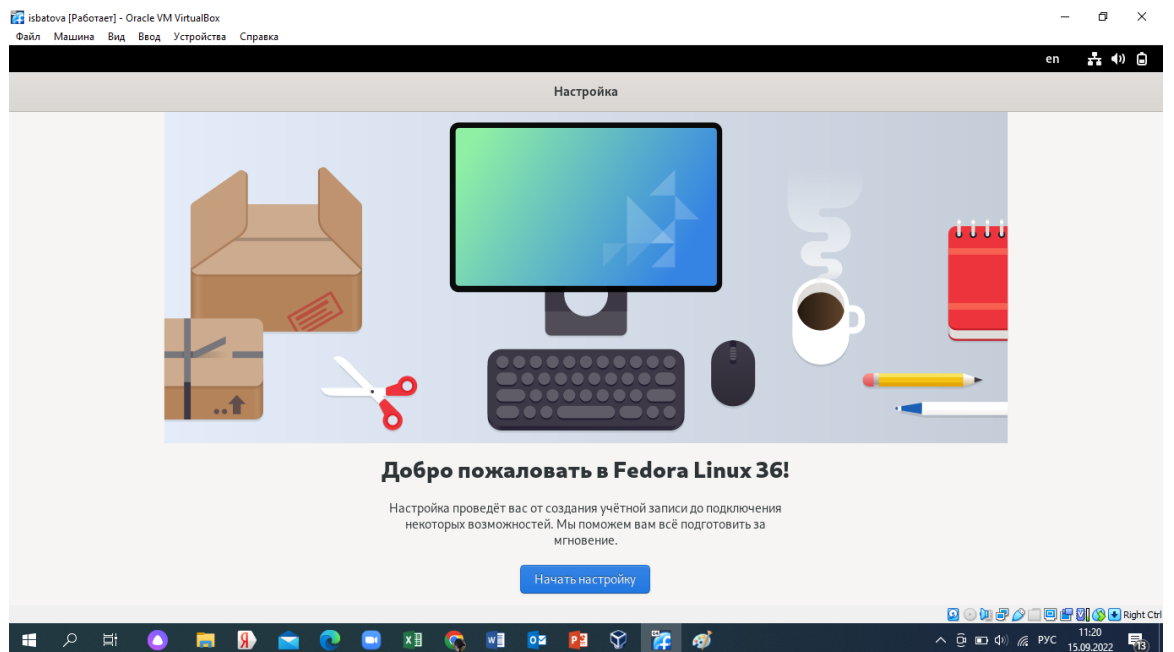 isbatova [Работает] - Oracle VM VirtualBox
Файл Машина Вид Ввод Устройства Справка
en
Настройка
Добро пожаловать в Fedora Linux 36!
Настройка проведёт вас от создания учётной записи до подключения
некоторых возможностей. Мы поможем вам всё подготовить за
мгновение.
Начать настройку
Right Ctrl
РУС
11:20
15.09.2022
13